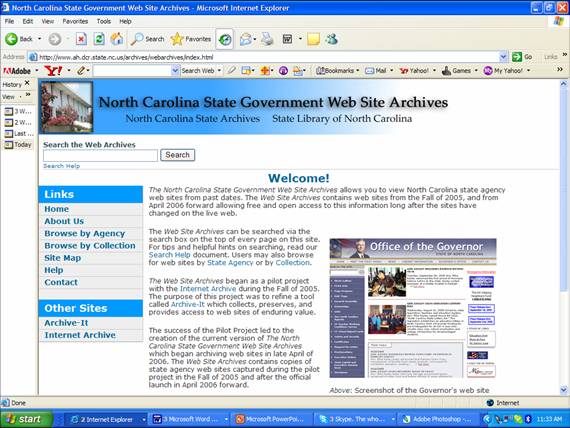 North Carolina State Government Web Site Archives - Microsoft Internet Explorer
File Edit View Favorites Tools Help
Back Search Favorites
Address http://www.ah.dcr.state.nc.us/archives/webarchives/index.html Go Links
Adobe Y! Search Web Bookmarks Mail My Yahoo! Games My Yahoo!
History
View
3 W...
2 W...
Last ...
Today
North Carolina State Government Web Site Archives
North Carolina State Archives State Library of North Carolina
Search the Web Archives
Search
Search Help
Welcome!
Links
Home
About Us
Browse by Agency
Browse by Collection
Site Map
Help
Contact
Other Sites
Archive-It
Internet Archive
The North Carolina State Government Web Site Archives allows you to view North Carolina state agency
web sites from past dates. The Web Site Archives contains web sites from the Fall of 2005, and from
April 2006 forward allowing free and open access to this information long after the sites have
changed on the live web.
The Web Site Archives can be searched via the
search box on the top of every page on this site.
For tips and helpful hints on searching, read our
Search Help document. Users may also browse
for web sites by State Agency or by Collection.
The Web Site Archives began as a pilot project
with the Internet Archive during the Fall of 2005.
The purpose of this project was to refine a tool
called Archive-It which collects, preserves, and
provides access to web sites of enduring value.
The success of the Pilot Project led to the
creation of the current version of The North
Carolina State Government Web Site Archives
which began archiving web sites in late April of
2006. The Web Site Archives contains copies of
state agency web sites captured during the pilot
project in the Fall of 2005 and after the official
launch in April 2006 forward.
Office of the Governor
STATE OF NORTH CAROLINA
Above: Screenshot of the Governor's web site
Done Internet
start 2 Internet Explorer 3 Microsoft Word ... Microsoft PowerPoi... 3 Skype. The who... Adobe Photoshop - ... 11:33 AM